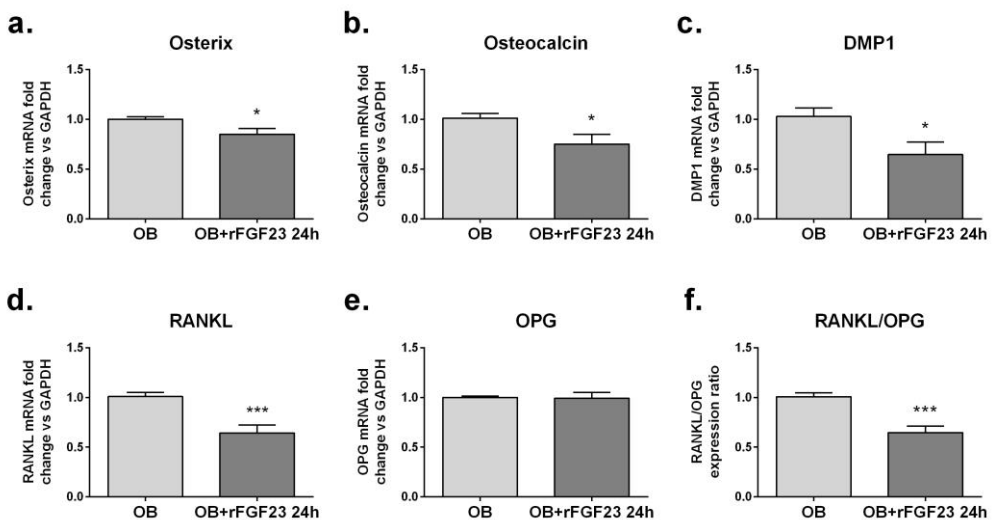 a.
Osterix
Osterix mRNA fold
change vs GAPDH
1.5
1.0
0.5
0.0
*
OB
OB+rFGF23 24h
b.
Osteocalcin
Osteocalcin mRNA fold
change vs GAPDH
1.5
1.0
0.5
0.0
*
OB
OB+rFGF23 24h
c.
DMP1
DMP1 mRNA fold
change vs GAPDH
1.5
1.0
0.5
0.0
*
OB
OB+rFGF23 24h
d.
RANKL
RANKL mRNA fold
change vs GAPDH
1.5
1.0
0.5
0.0
***
OB
OB+rFGF23 24h
e.
OPG
OPG mRNA fold
change vs GAPDH
1.5
1.0
0.5
0.0
OB
OB+rFGF23 24h
f.
RANKL/OPG
RANKL/OPG
expression ratio
1.5
1.0
0.5
0.0
***
OB
OB+rFGF23 24h